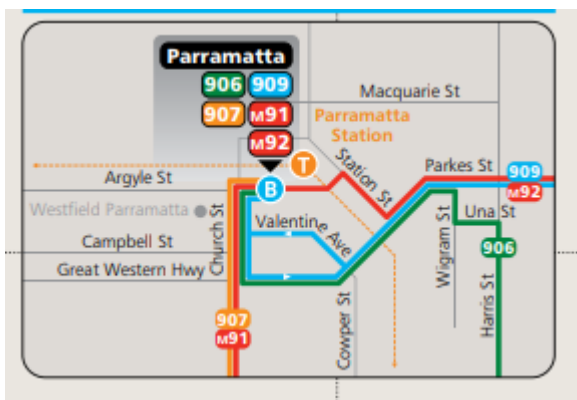 Parramatta
906 909
907 M91
M92
Macquarie St
Parramatta
Station
T
Station St
Parkes St
909
M92
Argyle St
B
Westfield Parramatta
Church St
Valentine Ave
Wigram St
Una St
Campbell St
906
Great Western Hwy
Harris St
Cowper St
907
M91